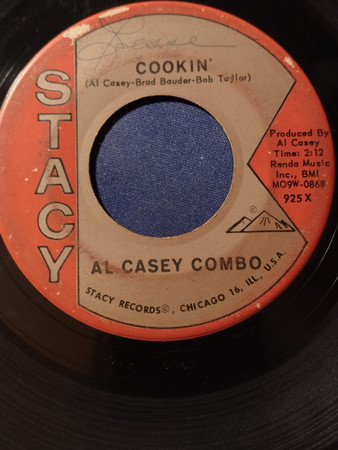 COOKIN'
(Al Casey-Brad Bauder-Bob Taylor)
STACY
Produced By
Al Casey
Time: 2:12
Renda Music
Inc., BMI
MO9W-0868
925 X
AL CASEY COMBO
STACY RECORDS©, CHICAGO 16, ILL., U.S.A.